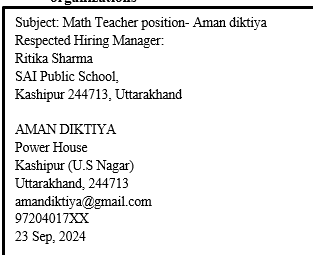 Subject: Math Teacher position- Aman diktiya
Respected Hiring Manager:
Ritika Sharma
SAI Public School,
Kashipur 244713, Uttarakhand
AMAN DIKTIYA
Power House
Kashipur (U.S Nagar)
Uttarakhand, 244713
amandiktiya@gmail.com
97204017XX
23 Sep, 2024